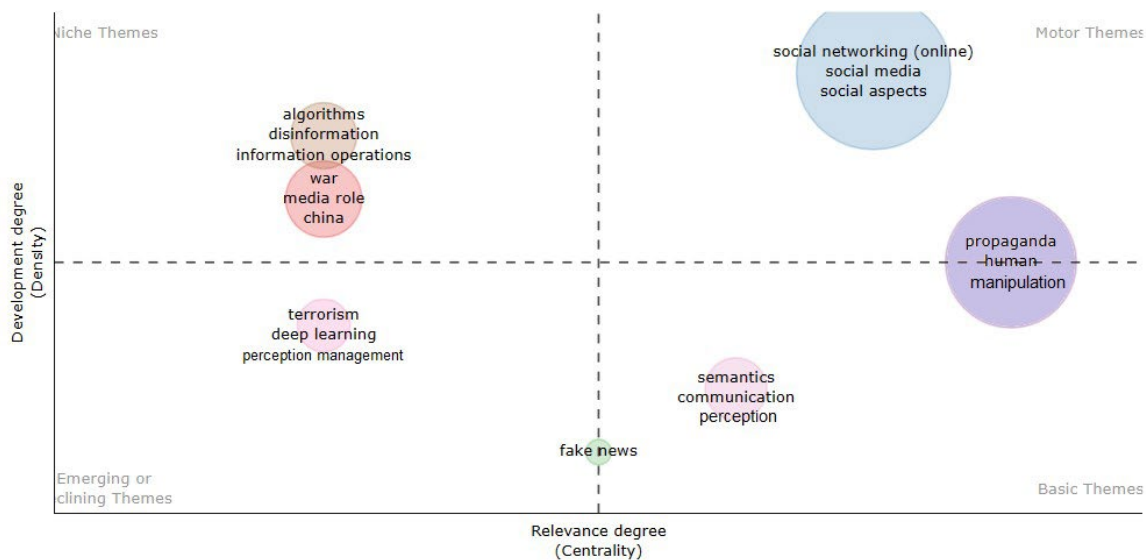 Niche Themes
Motor Themes
social networking (online)
social media
social aspects
algorithms
disinformation
information operations
war
media role
china
propaganda
human
manipulation
terrorism
deep learning
perception management
semantics
communication
perception
fake news
Emerging or
eclining Themes
Basic Themes
Development degree
(Density)
Relevance degree
(Centrality)